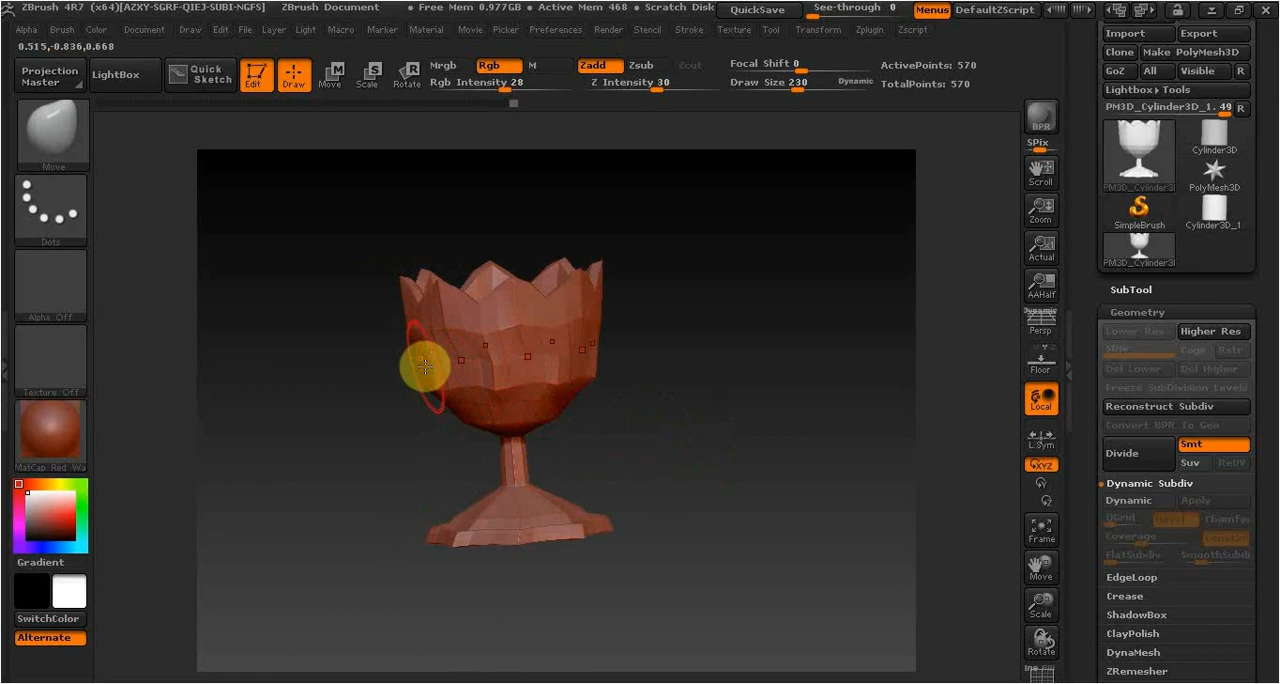 ZBrush 4R7 (x64)[AZXY-SGRF-QIEJ-SUBI-NGFS] ZBrush Document • Free Mem 0.977GB • Active Mem 468 • Scratch Disk QuickSave See-through 0 Menus DefaultZScript
Alpha Brush Color Document Draw Edit File Layer Light Macro Marker Material Movie Picker Preferences Render Stencil Stroke Texture Tool Transform Zplugin Zscript
0.515,-0.836,0.668
Projection Master
LightBox
Quick Sketch
Edit
Draw
Move
Scale
Rotate
Mrgb Rgb M
Rgb Intensity 28
Zadd Zsub Zcut
Z Intensity 30
Focal Shift 0
Draw Size 230 Dynamic
ActivePoints: 570
TotalPoints: 570
Move
Dots
Alpha Off
Texture Off
MatCap Red Wa
Gradient
SwitchColor
Alternate
BPR
SPix
Scroll
Zoom
Actual
AAHalf
Dynamic
Persp
Floor
Local
L.Sym
XYZ
Frame
Move
Scale
Rotate
Import Export
Clone Make PolyMesh3D
GoZ All Visible R
Lightbox▸Tools
PM3D_Cylinder3D_1. 49 R
Cylinder3D
PM3D_Cylinder3D PolyMesh3D
SimpleBrush Cylinder3D_1
PM3D_Cylinder3D
SubTool
Geometry
Lower Res Higher Res
SDiv Cage Rstr
Del Lower Del Higher
Freeze SubDivision Levels
Reconstruct Subdiv
Convert BPR To Geo
Divide
Smt
Suv ReUV
Dynamic Subdiv
Dynamic Apply
QGrid
Coverage
FlatSubdiv SmoothSubdi
EdgeLoop
Crease
ShadowBox
ClayPolish
DynaMesh
ZRemesher